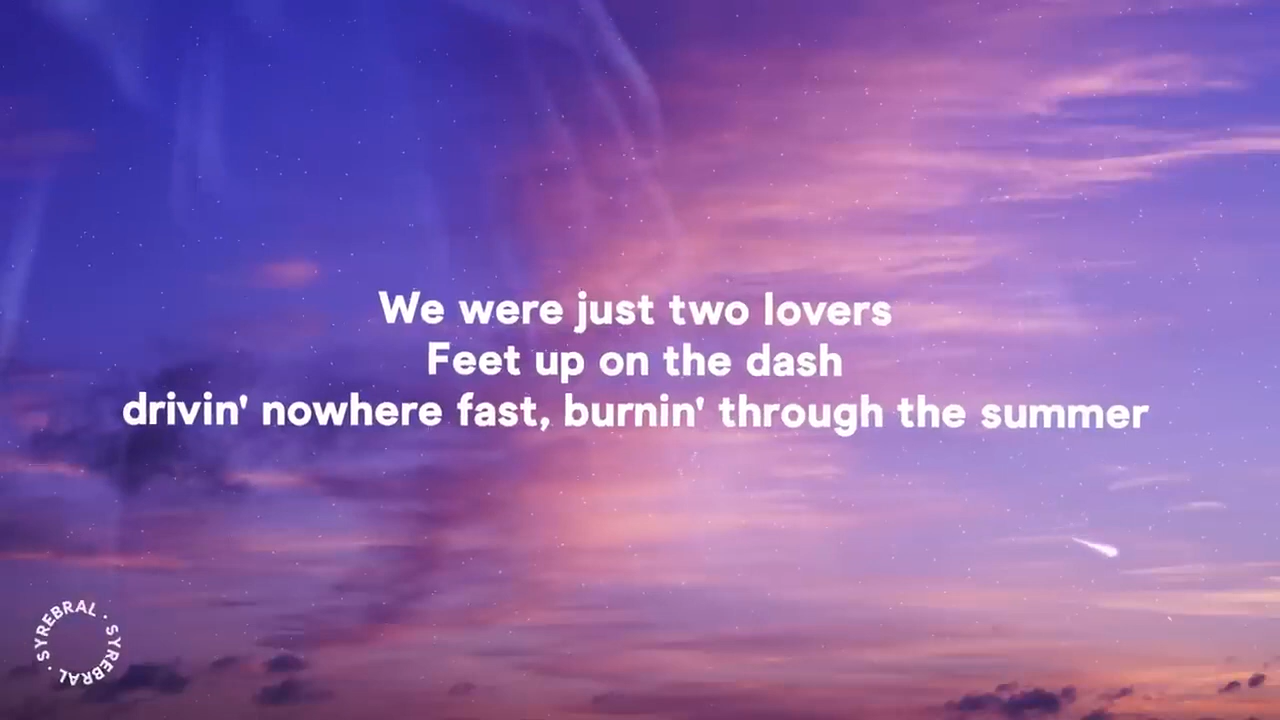 We were just two lovers
Feet up on the dash
drivin' nowhere fast, burnin' through the summer
SYREBRAL · SYREBRAL ·